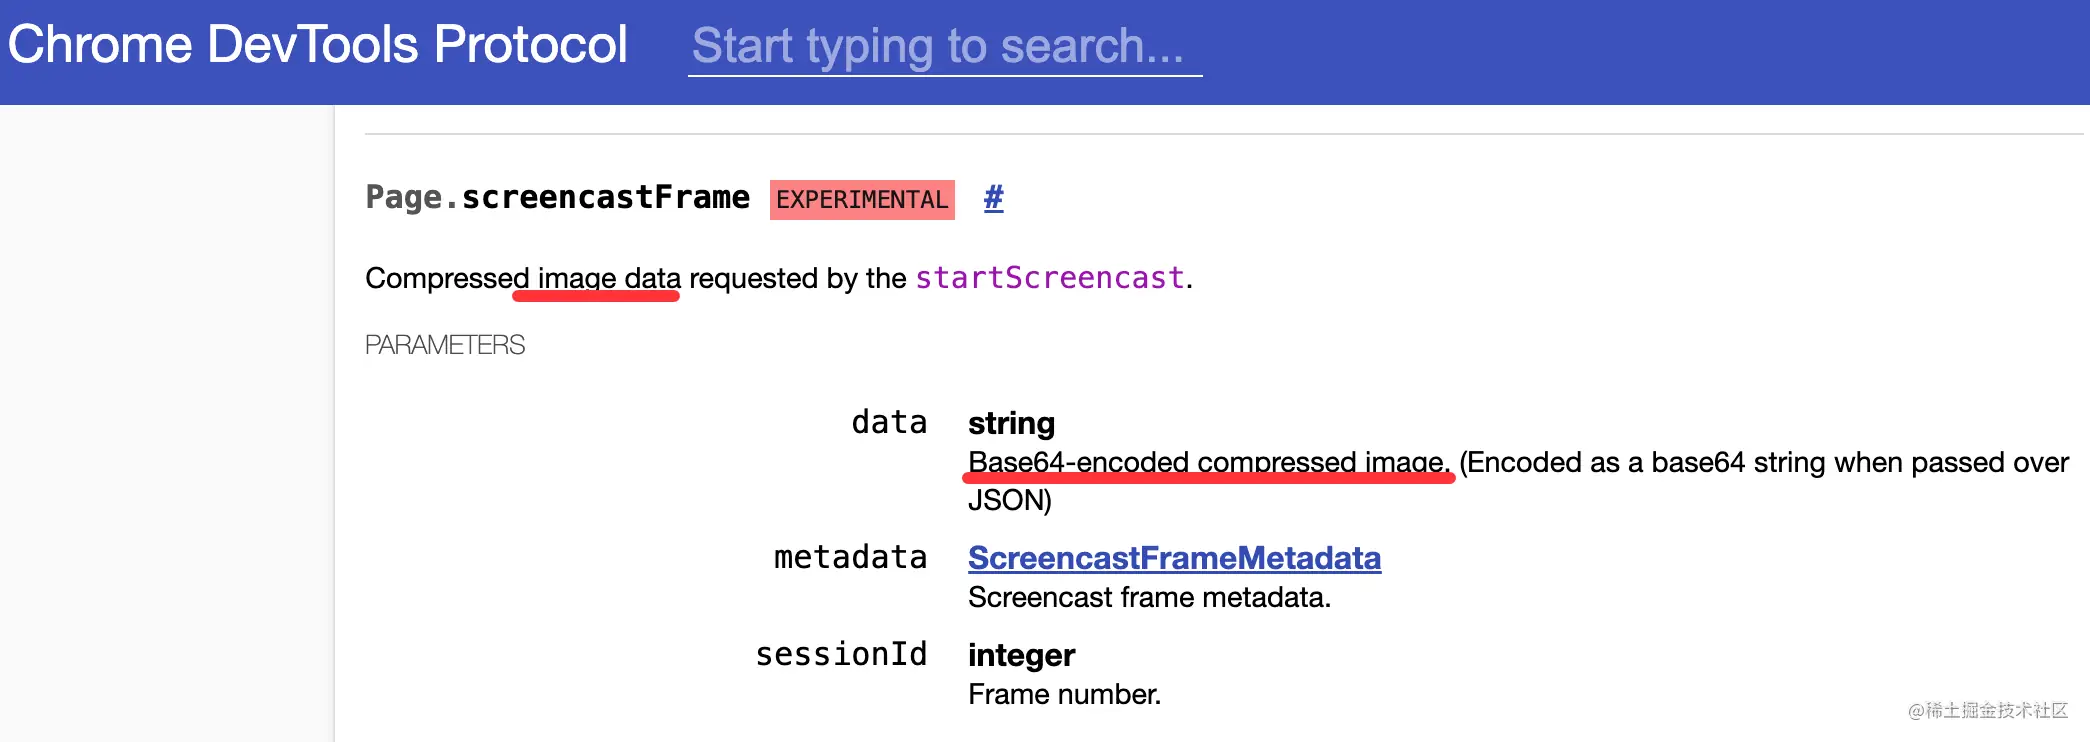 Chrome DevTools Protocol Start typing to search...
Page.screencastFrame EXPERIMENTAL #
Compressed image data requested by the startScreencast.
PARAMETERS
data string
Base64-encoded compressed image. (Encoded as a base64 string when passed over
JSON)
metadata ScreencastFrameMetadata
Screencast frame metadata.
sessionId integer
Frame number.
@稀土掘金技术社区